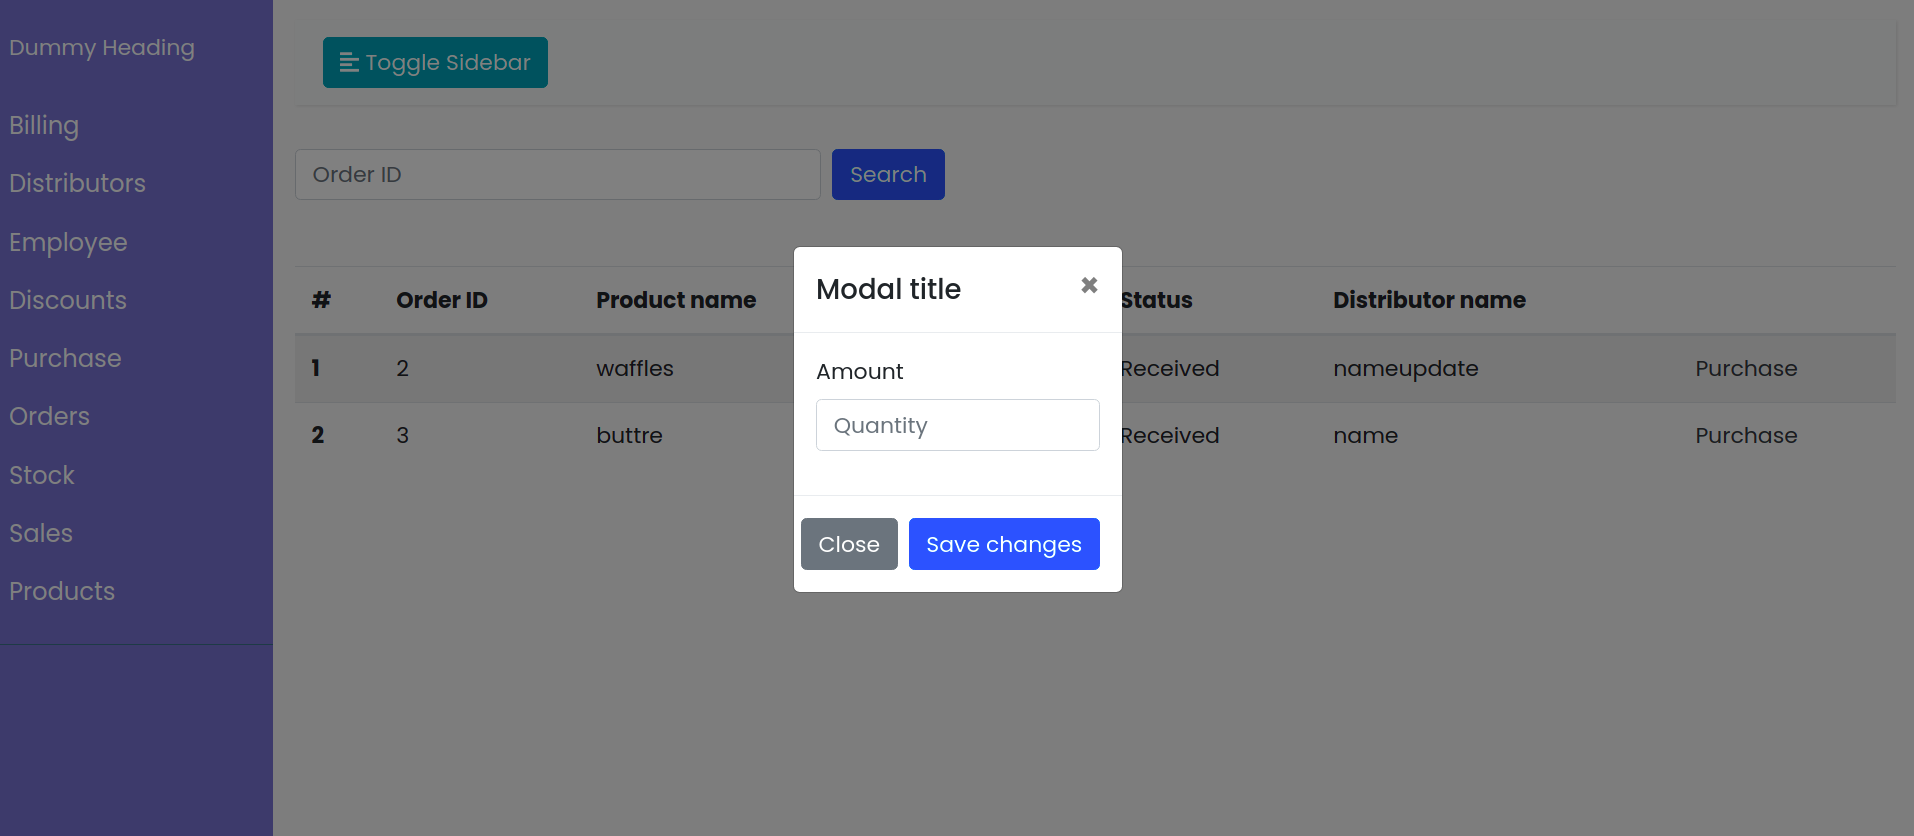 Dummy Heading
Billing
Distributors
Employee
Discounts
Purchase
Orders
Stock
Sales
Products
Toggle Sidebar
Order ID Search
# Order ID Product name Status Distributor name
1 2 waffles Received nameupdate Purchase
2 3 buttre Received name Purchase
Modal title ×
Amount
Quantity
Close Save changes